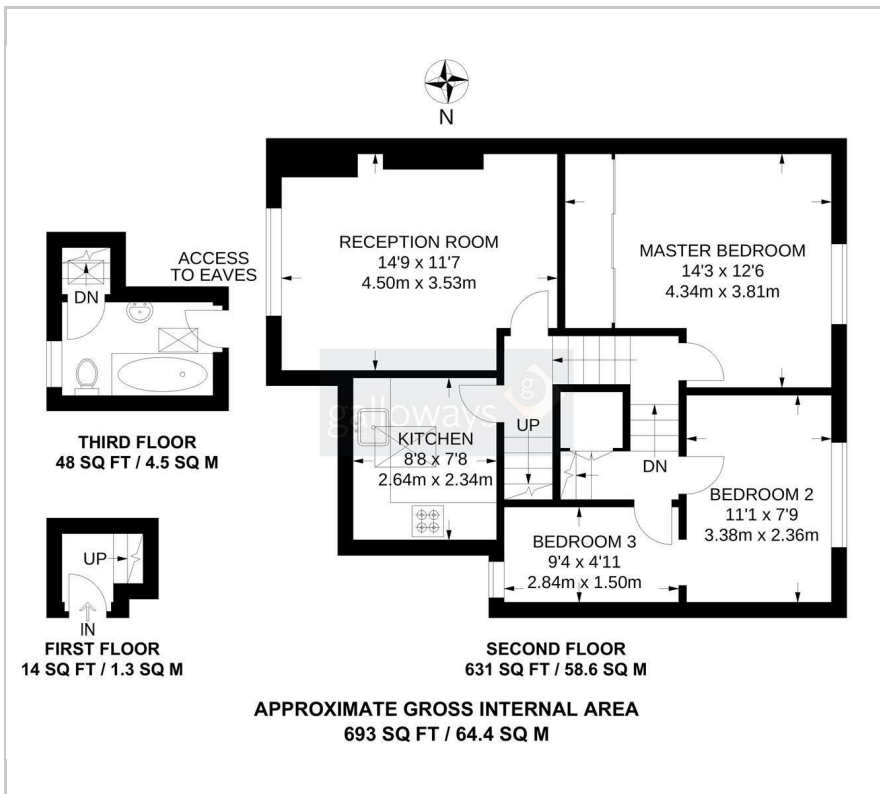 N
RECEPTION ROOM
14'9 x 11'7
4.50m x 3.53m
MASTER BEDROOM
14'3 x 12'6
4.34m x 3.81m
ACCESS
TO EAVES
DN
THIRD FLOOR
48 SQ FT / 4.5 SQ M
galloways
g
KITCHEN
8'8 x 7'8
2.64m x 2.34m
UP
DN
BEDROOM 2
11'1 x 7'9
3.38m x 2.36m
BEDROOM 3
9'4 x 4'11
2.84m x 1.50m
UP
IN
FIRST FLOOR
14 SQ FT / 1.3 SQ M
SECOND FLOOR
631 SQ FT / 58.6 SQ M
APPROXIMATE GROSS INTERNAL AREA
693 SQ FT / 64.4 SQ M